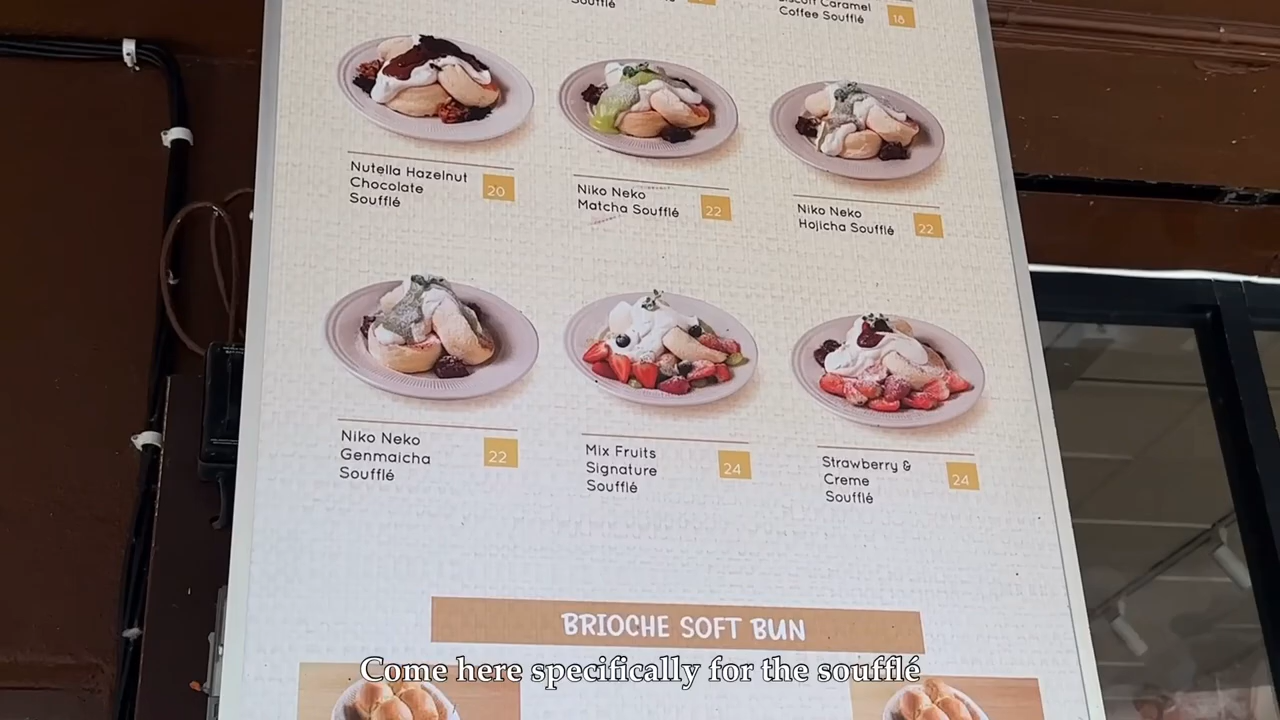 Soufflé
Biscuit Caramel
Coffee Soufflé
18
Nutella Hazelnut
Chocolate
Soufflé
20
Niko Neko
Matcha Soufflé
22
Niko Neko
Hojicha Soufflé
22
Niko Neko
Genmaicha
Soufflé
22
Mix Fruits
Signature
Soufflé
24
Strawberry &
Creme
Soufflé
24
BRIOCHE SOFT BUN
Come here specifically for the soufflé